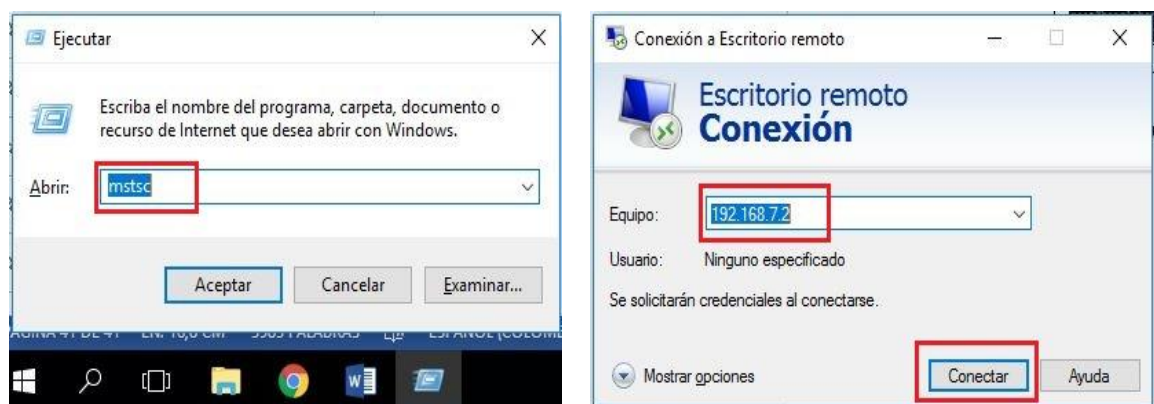 Ejecutar
Escriba el nombre del programa, carpeta, documento o
recurso de Internet que desea abrir con Windows.
Abrir:
mstsc
Aceptar
Cancelar
Examinar...
Conexión a Escritorio remoto
Escritorio remoto
Conexión
Equipo:
192.168.7.2
Usuario:
Ninguno especificado
Se solicitarán credenciales al conectarse.
Mostrar opciones
Conectar
Ayuda